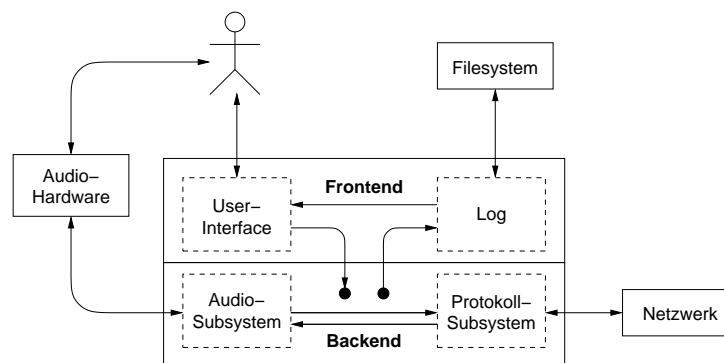 Filesystem
Audio–
Hardware
Frontend
User–
Interface
Log
Audio–
Subsystem
Protokoll–
Subsystem
Netzwerk
Backend